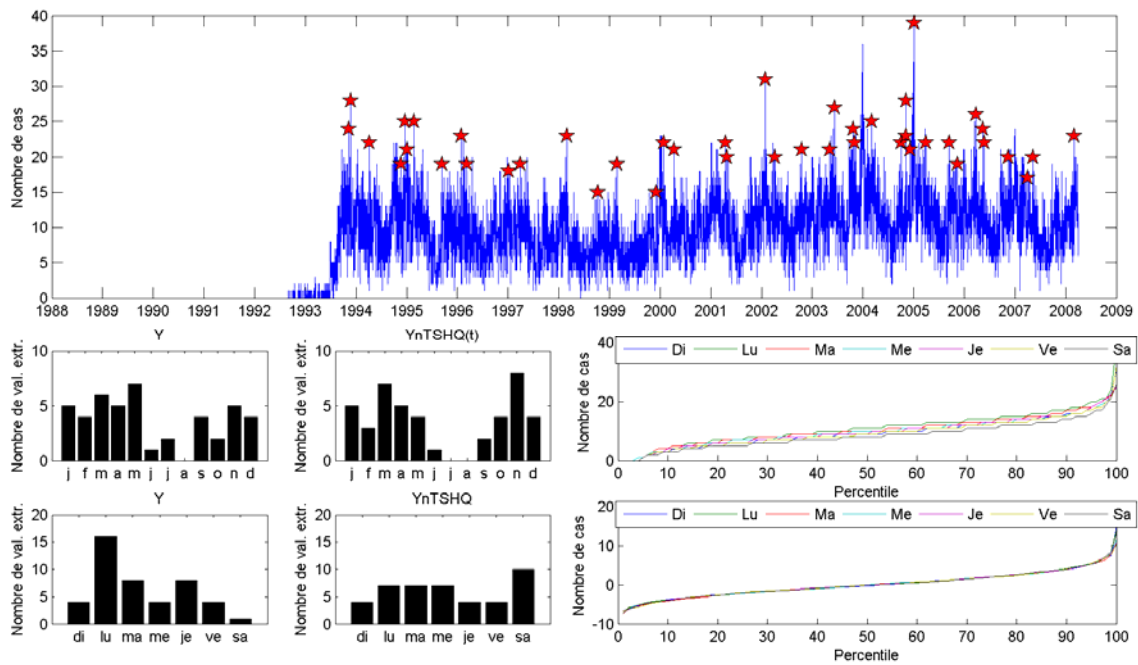 40
35
30
25
20
15
10
5
0
Nombre de cas
1988 1989 1990 1991 1992 1993 1994 1995 1996 1997 1998 1999 2000 2001 2002 2003 2004 2005 2006 2007 2008 2009
Y
10
5
0
Nombre de val. extr.
j f m a m j j a s o n d
YnTSHQ(t)
10
5
0
Nombre de val. extr.
j f m a m j j a s o n d
Di Lu Ma Me Je Ve Sa
40
20
0
Nombre de cas
0 10 20 30 40 50 60 70 80 90 100
Percentile
Y
20
15
10
5
0
Nombre de val. extr.
di lu ma me je ve sa
YnTSHQ
20
15
10
5
0
Nombre de val. extr.
di lu ma me je ve sa
Di Lu Ma Me Je Ve Sa
20
10
0
-10
Nombre de cas
0 10 20 30 40 50 60 70 80 90 100
Percentile